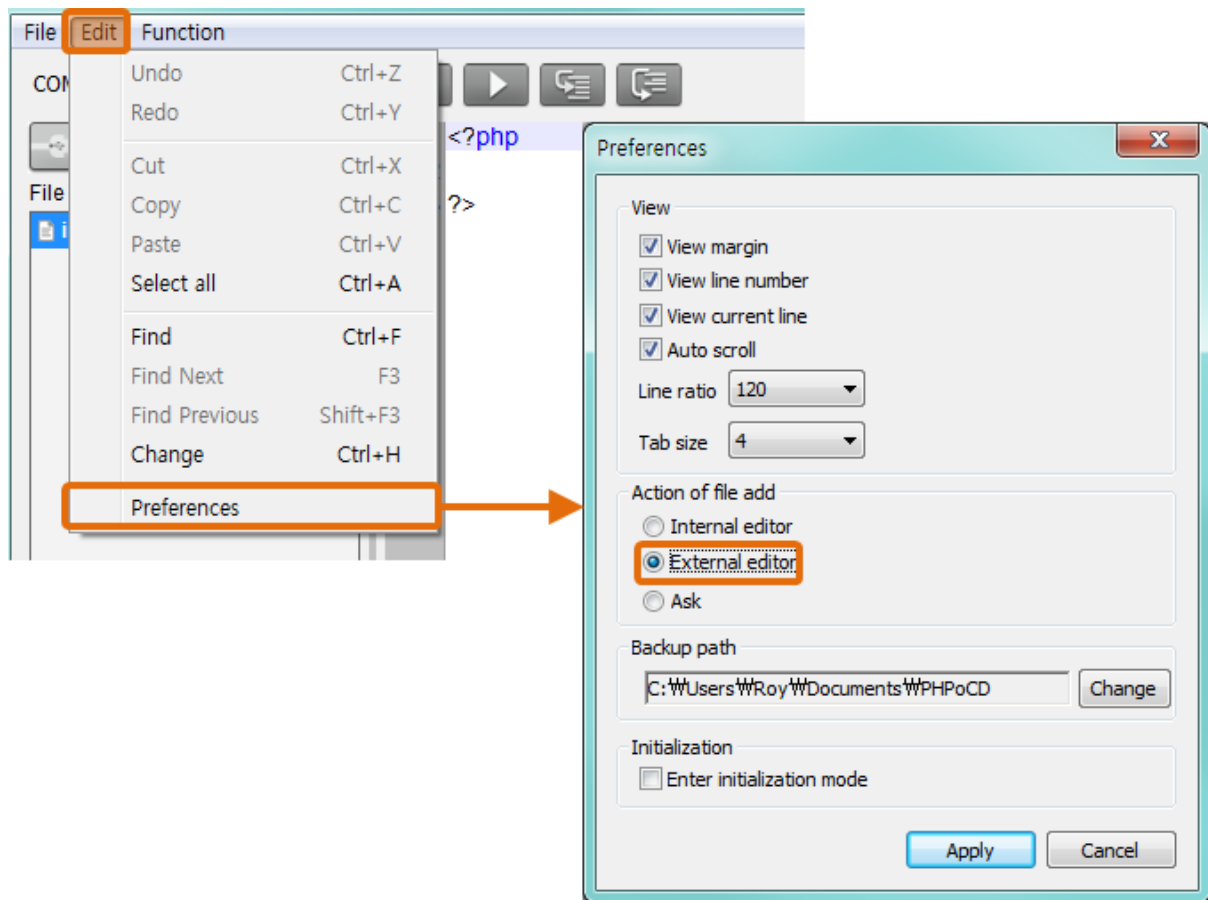 File Edit Function
COM
Undo Ctrl+Z
Redo Ctrl+Y
Cut Ctrl+X
Copy Ctrl+C
Paste Ctrl+V
Select all Ctrl+A
Find Ctrl+F
Find Next F3
Find Previous Shift+F3
Change Ctrl+H
Preferences
File
i
<?php
?>
Preferences
View
View margin
View line number
View current line
Auto scroll
Line ratio 120
Tab size 4
Action of file add
Internal editor
External editor
Ask
Backup path
C:₩Users₩Roy₩Documents₩PHPoCD Change
Initialization
Enter initialization mode
Apply Cancel